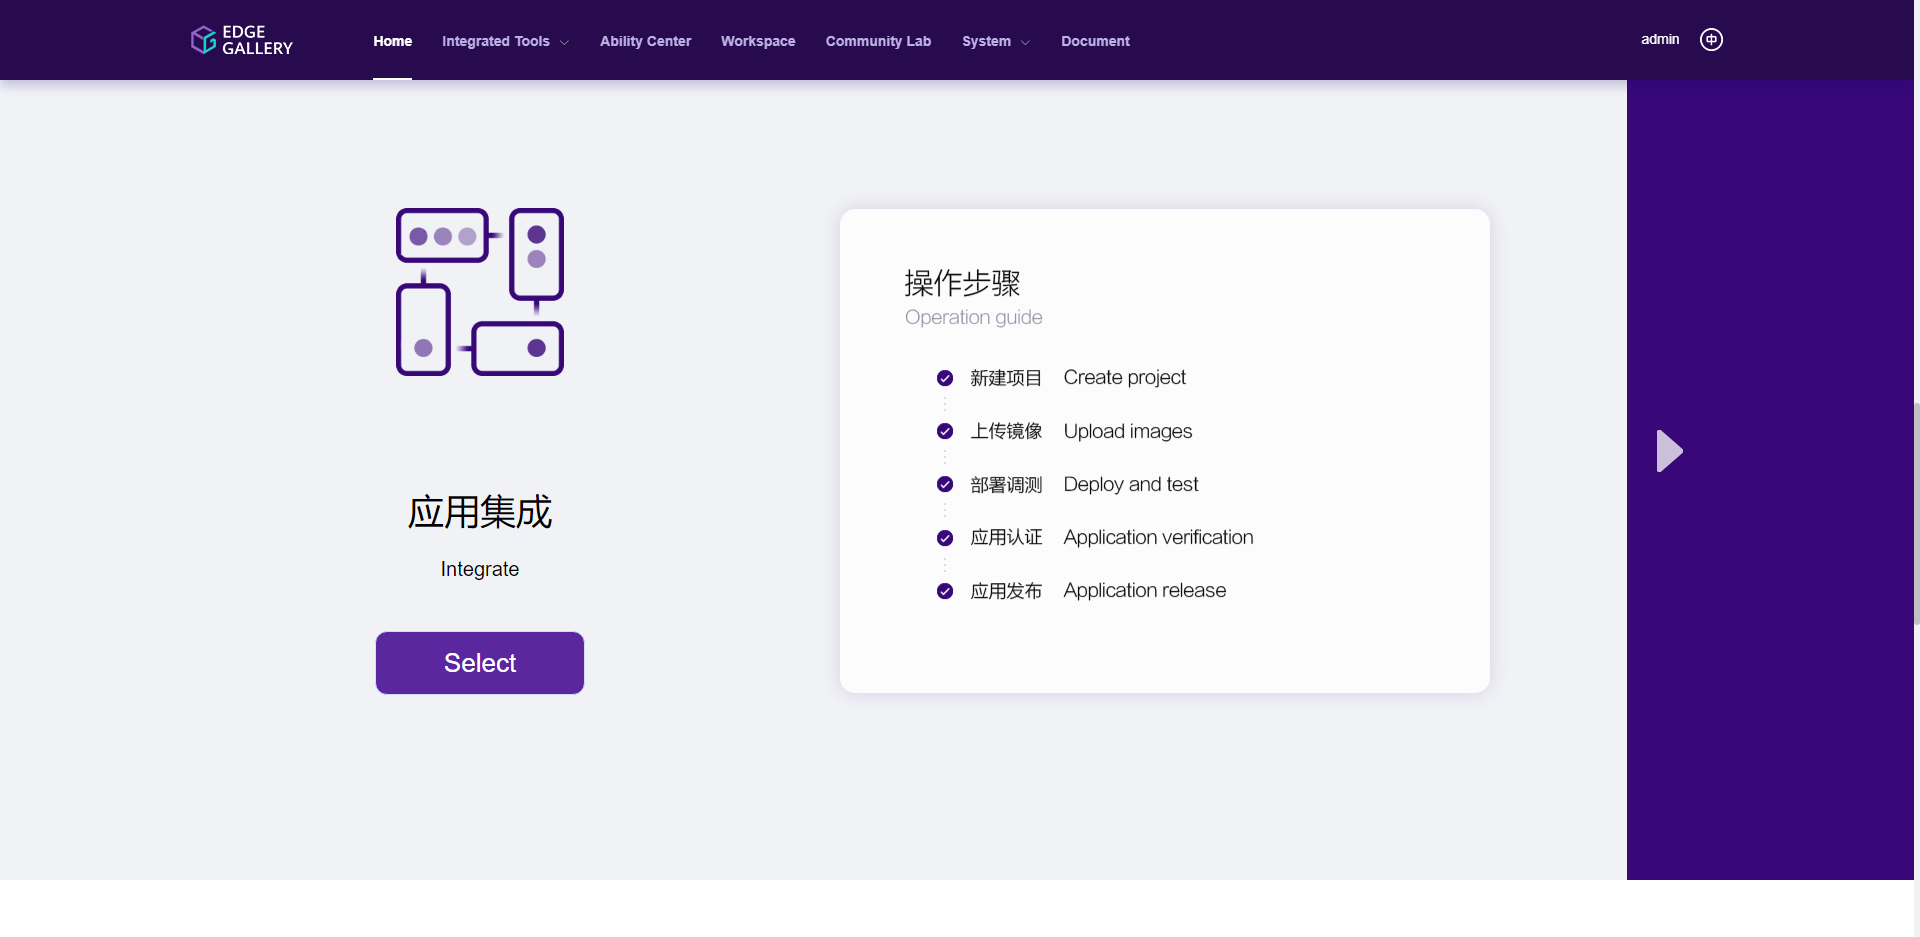 EDGE
GALLERY
Home Integrated Tools Ability Center Workspace Community Lab System Document
admin 中
操作步骤
Operation guide
新建项目 Create project
上传镜像 Upload images
部署调测 Deploy and test
应用认证 Application verification
应用发布 Application release
应用集成
Integrate
Select